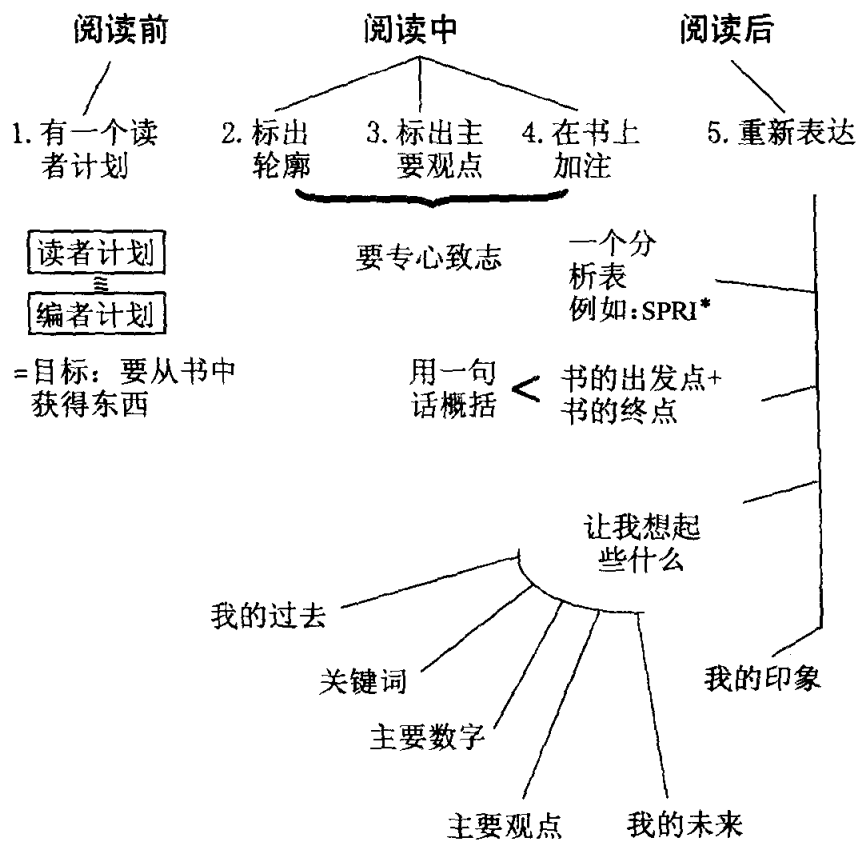 阅读前
阅读中
阅读后
1. 有一个读
者计划
2. 标出
轮廓
3. 标出主
要观点
4. 在书上
加注
5. 重新表达
读者计划
≋
编者计划
=目标：要从书中
获得东西
要专心致志
一个分
析表
例如：SPRI*
用一句
话概括
<
书的出发点+
书的终点
让我想起
些什么
我的过去
关键词
主要数字
主要观点
我的未来
我的印象